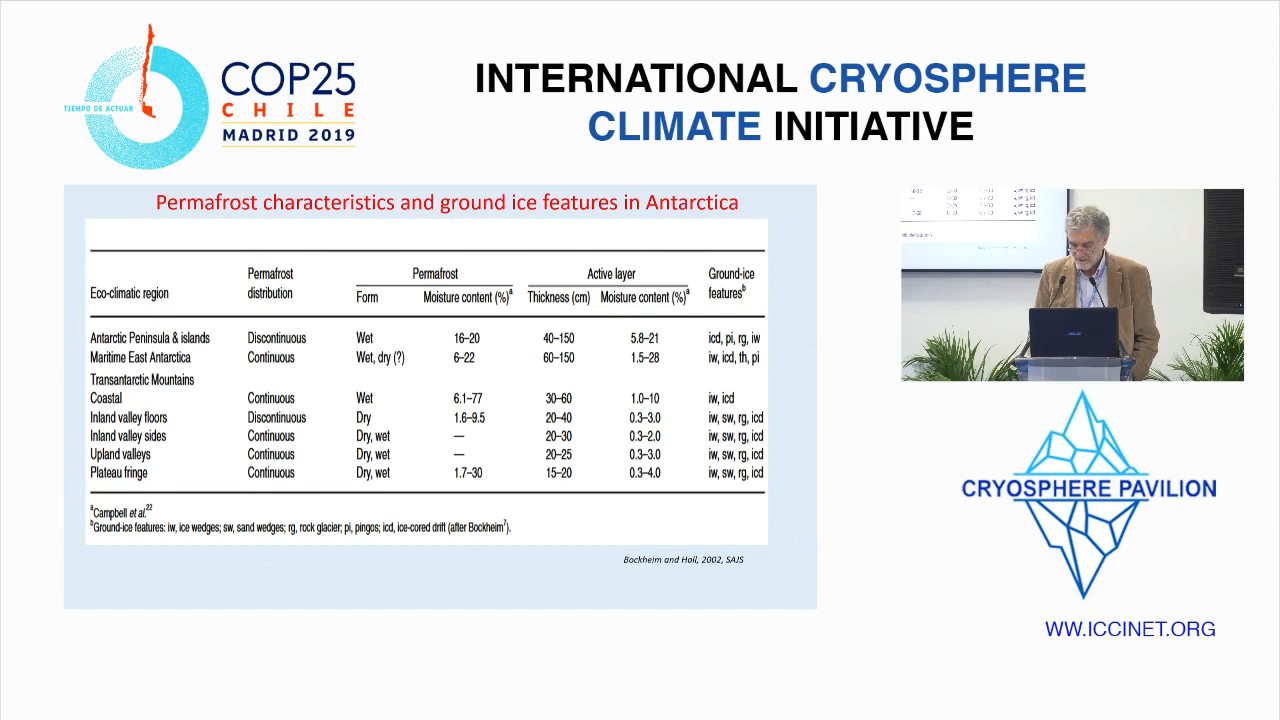 TIEMPO DE ACTUAR
COP25
CHILE
MADRID 2019
INTERNATIONAL CRYOSPHERE
CLIMATE INITIATIVE
Permafrost characteristics and ground ice features in Antarctica
Permafrost Permafrost Active layer Ground-ice
Eco-climatic region distribution Form Moisture content (%)a Thickness (cm) Moisture content (%)a featuresb
Antarctic Peninsula & islands Discontinuous Wet 16–20 40–150 5.8–21 icd, pi, rg, iw
Maritime East Antarctica Continuous Wet, dry (?) 6–22 60–150 1.5–28 iw, icd, th, pi
Transantarctic Mountains
Coastal Continuous Wet 6.1–77 30–60 1.0–10 iw, icd
Inland valley floors Discontinuous Dry 1.6–9.5 20–40 0.3–3.0 iw, sw, rg, icd
Inland valley sides Continuous Dry, wet — 20–30 0.3–2.0 iw, sw, rg, icd
Upland valleys Continuous Dry, wet — 20–25 0.3–3.0 iw, sw, rg, icd
Plateau fringe Continuous Dry, wet 1.7–30 15–20 0.3–4.0 iw, sw, rg, icd
aCampbell et al.22
bGround-ice features: iw, ice wedges; sw, sand wedges; rg, rock glacier; pi, pingos; icd, ice-cored drift (after Bockheim7).
Bockheim and Hall, 2002, SAJS
CRYOSPHERE PAVILION
WW.ICCINET.ORG